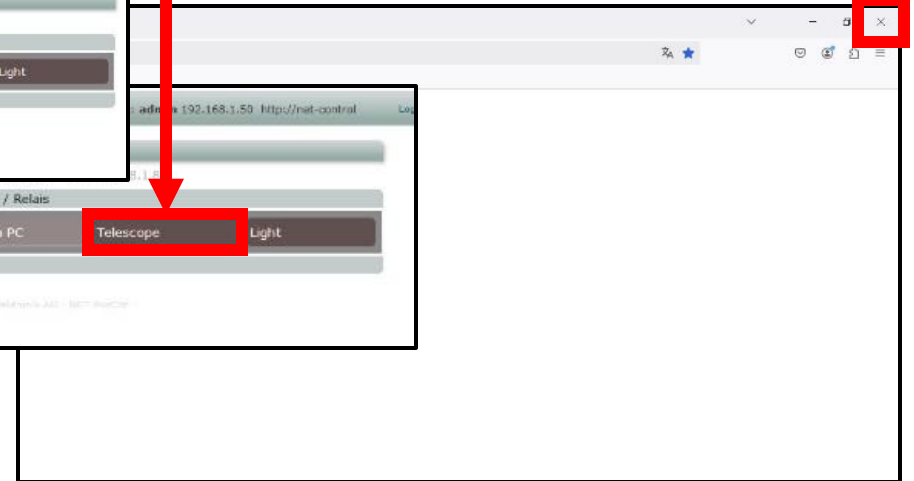 Light
admin 192.168.1.50 http://net-control
/ Relais
PC
Telescope
Light